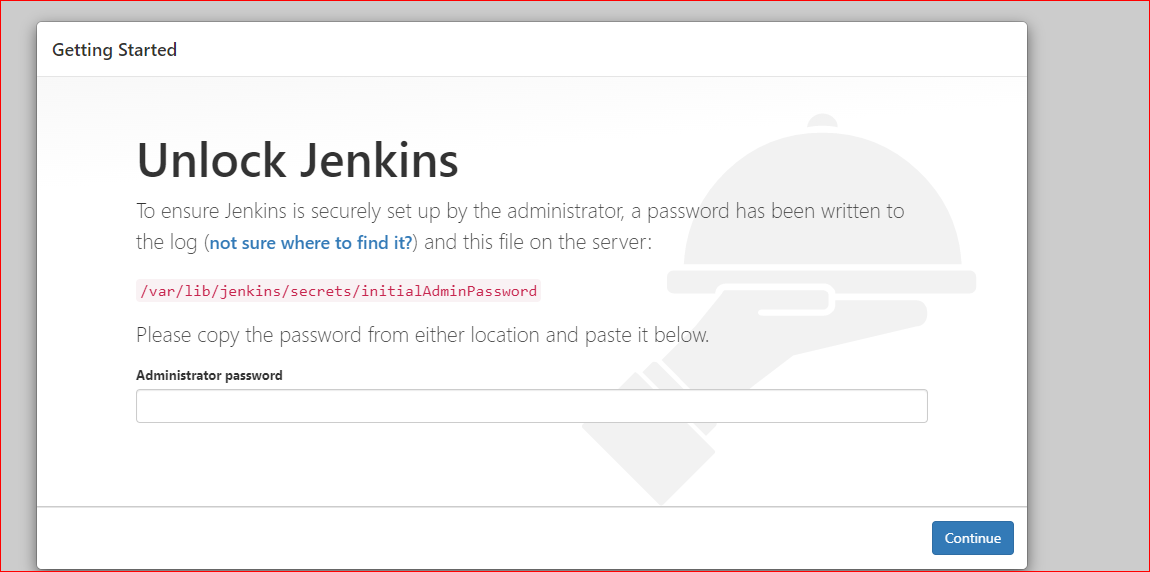 Getting Started
Unlock Jenkins
To ensure Jenkins is securely set up by the administrator, a password has been written to
the log (not sure where to find it?) and this file on the server:
/var/lib/jenkins/secrets/initialAdminPassword
Please copy the password from either location and paste it below.
Administrator password
Continue